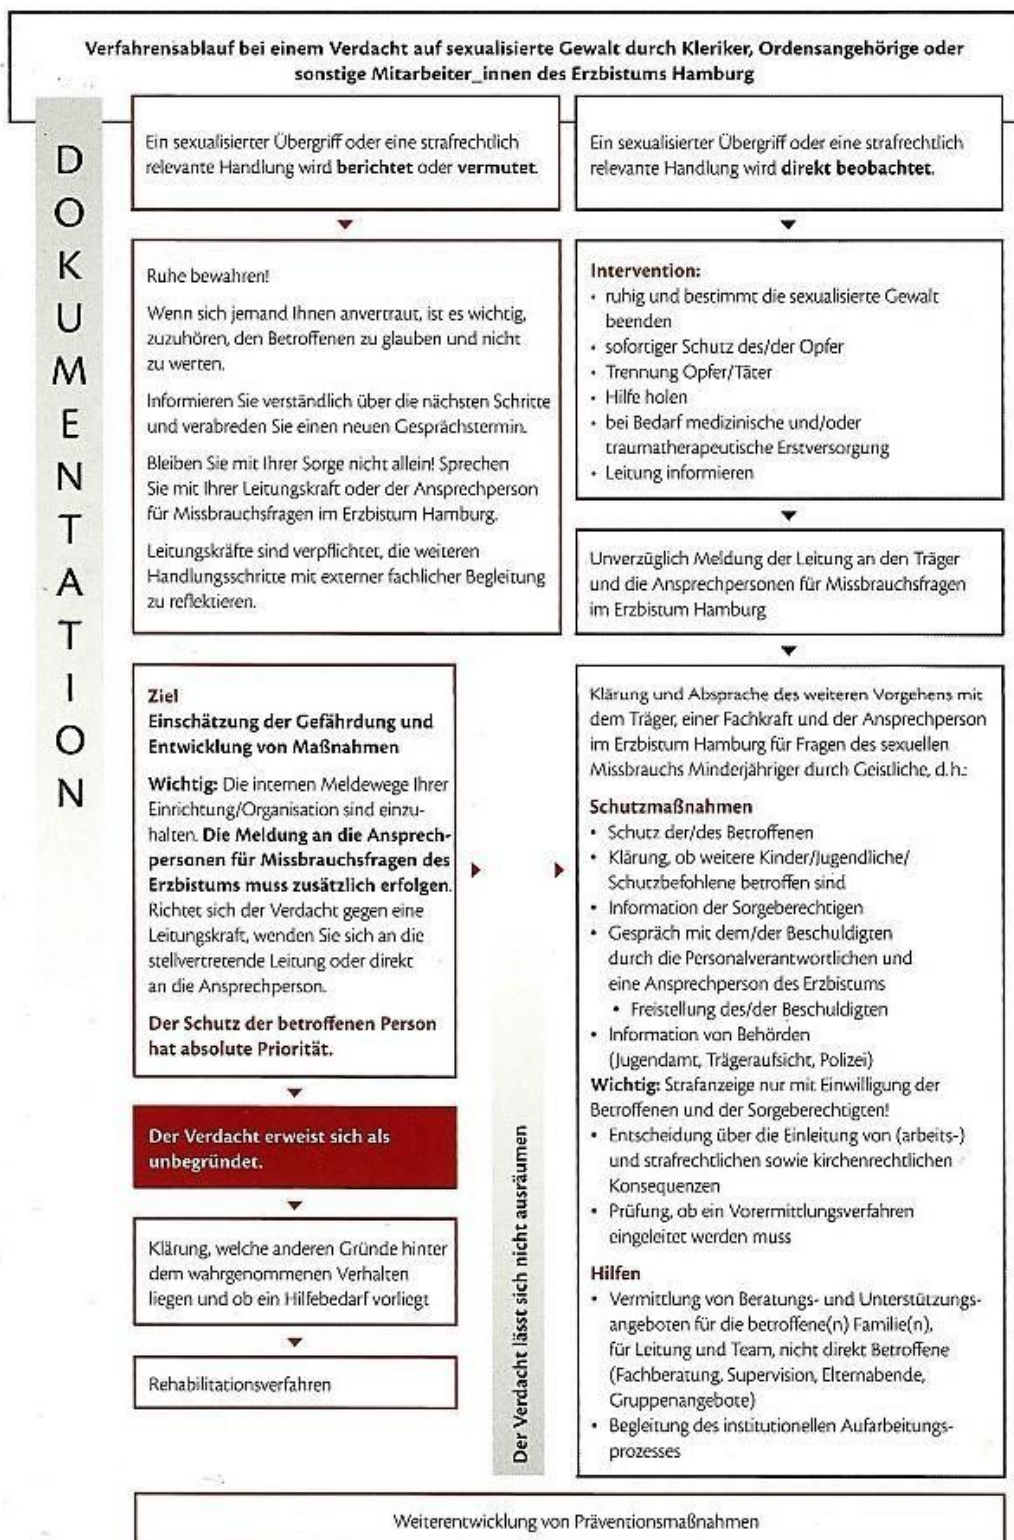 Verfahrensablauf bei einem Verdacht auf sexualisierte Gewalt durch Kleriker, Ordensangehörige oder
sonstige Mitarbeiter_innen des Erzbistums Hamburg
DOKUMENTATION
Ein sexualisierter Übergriff oder eine strafrechtlich
relevante Handlung wird berichtet oder vermutet.
Ruhe bewahren!
Wenn sich jemand Ihnen anvertraut, ist es wichtig,
zuzuhören, den Betroffenen zu glauben und nicht
zu werten.
Informieren Sie verständlich über die nächsten Schritte
und verabreden Sie einen neuen Gesprächstermin.
Bleiben Sie mit Ihrer Sorge nicht allein! Sprechen
Sie mit Ihrer Leitungskraft oder der Ansprechperson
für Missbrauchsfragen im Erzbistum Hamburg.
Leitungskräfte sind verpflichtet, die weiteren
Handlungsschritte mit externer fachlicher Begleitung
zu reflektieren.
Ziel
Einschätzung der Gefährdung und
Entwicklung von Maßnahmen
Wichtig: Die internen Meldewege Ihrer
Einrichtung/Organisation sind einzu-
halten. Die Meldung an die Ansprech-
personen für Missbrauchsfragen des
Erzbistums muss zusätzlich erfolgen.
Richtet sich der Verdacht gegen eine
Leitungskraft, wenden Sie sich an die
stellvertretende Leitung oder direkt
an die Ansprechperson.
Der Schutz der betroffenen Person
hat absolute Priorität.
Der Verdacht erweist sich als
unbegründet.
Klärung, welche anderen Gründe hinter
dem wahrgenommenen Verhalten
liegen und ob ein Hilfebedarf vorliegt
Rehabilitationsverfahren
Der Verdacht lässt sich nicht ausräumen
Ein sexualisierter Übergriff oder eine strafrechtlich
relevante Handlung wird direkt beobachtet.
Intervention:
• ruhig und bestimmt die sexualisierte Gewalt
beenden
• sofortiger Schutz des/der Opfer
• Trennung Opfer/Täter
• Hilfe holen
• bei Bedarf medizinische und/oder
traumatherapeutische Erstversorgung
• Leitung informieren
Unverzüglich Meldung der Leitung an den Träger
und die Ansprechpersonen für Missbrauchsfragen
im Erzbistum Hamburg
Klärung und Absprache des weiteren Vorgehens mit
dem Träger, einer Fachkraft und der Ansprechperson
im Erzbistum Hamburg für Fragen des sexuellen
Missbrauchs Minderjähriger durch Geistliche, d.h.:
Schutzmaßnahmen
• Schutz der/des Betroffenen
• Klärung, ob weitere Kinder/Jugendliche/
Schutzbefohlene betroffen sind
• Information der Sorgeberechtigen
• Gespräch mit dem/der Beschuldigten
durch die Personalverantwortlichen und
eine Ansprechperson des Erzbistums
• Freistellung des/der Beschuldigten
• Information von Behörden
(Jugendamt, Trägeraufsicht, Polizei)
Wichtig: Strafanzeige nur mit Einwilligung der
Betroffenen und der Sorgeberechtigten!
• Entscheidung über die Einleitung von (arbeits-)
und strafrechtlichen sowie kirchenrechtlichen
Konsequenzen
• Prüfung, ob ein Vorermittlungsverfahren
eingeleitet werden muss
Hilfen
• Vermittlung von Beratungs- und Unterstützungs-
angeboten für die betroffene(n) Familie(n),
für Leitung und Team, nicht direkt Betroffene
(Fachberatung, Supervision, Elternabende,
Gruppenangebote)
• Begleitung des institutionellen Aufarbeitungs-
prozesses
Weiterentwicklung von Präventionsmaßnahmen